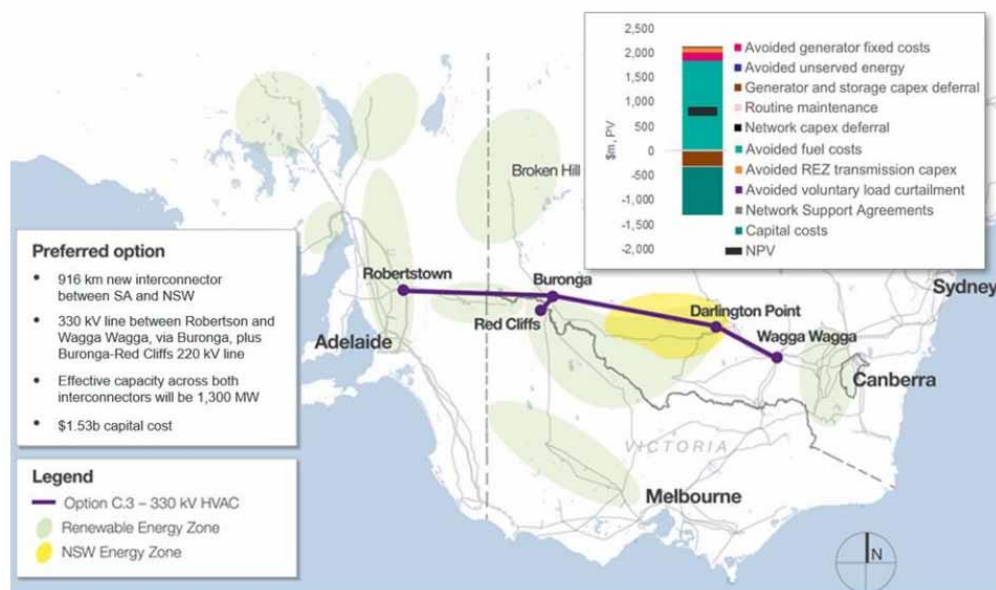 2,500
2,000
1,500
1,000
500
0
-500
-1,000
-1,500
-2,000
$m, PV
Avoided generator fixed costs
Avoided unserved energy
Generator and storage capex deferral
Routine maintenance
Network capex deferral
Avoided fuel costs
Avoided REZ transmission capex
Avoided voluntary load curtailment
Network Support Agreements
Capital costs
NPV
Broken Hill
Preferred option
• 916 km new interconnector
between SA and NSW
• 330 kV line between Robertson and
Wagga Wagga, via Buronga, plus
Buronga-Red Cliffs 220 kV line
• Effective capacity across both
interconnectors will be 1,300 MW
• $1.53b capital cost
Robertstown
Buronga
Sydney
Red Cliffs
Darlington Point
Adelaide
Wagga Wagga
Canberra
VICTORIA
Melbourne
Legend
Option C.3 – 330 kV HVAC
Renewable Energy Zone
NSW Energy Zone
N